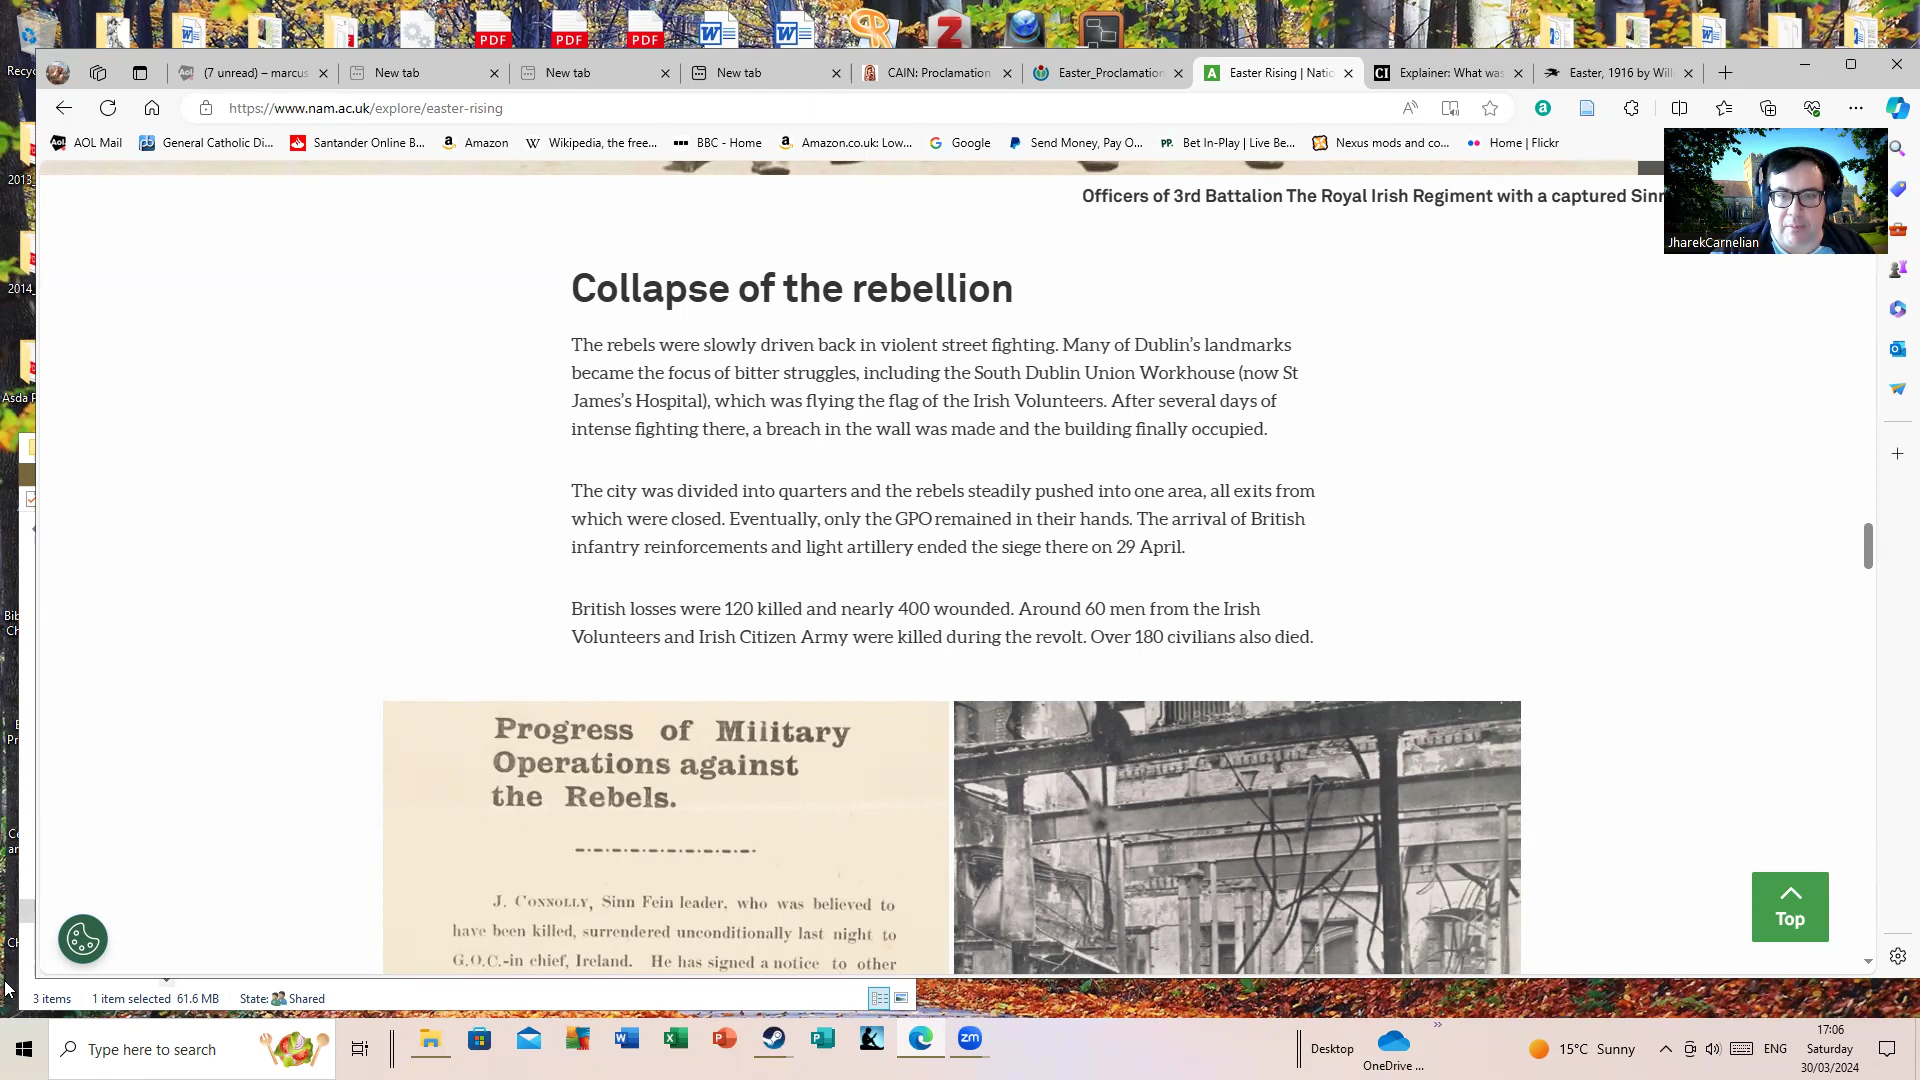 PDF
PDF
PDF
Recyc
(7 unread) – marcus
New tab
New tab
New tab
CAIN: Proclamation
Easter_Proclamation
Easter Rising | Natio
Explainer: What was
Easter, 1916 by Will
https://www.nam.ac.uk/explore/easter-rising
AOL Mail
General Catholic Di...
Santander Online B...
Amazon
Wikipedia, the free...
BBC - Home
Amazon.co.uk: Low...
Google
Send Money, Pay O...
Bet In-Play | Live Be...
Nexus mods and co...
Home | Flickr
2013_
2014_
Asda P
Officers of 3rd Battalion The Royal Irish Regiment with a captured Sinn
JharekCarnelian
Collapse of the rebellion
The rebels were slowly driven back in violent street fighting. Many of Dublin's landmarks
became the focus of bitter struggles, including the South Dublin Union Workhouse (now St
James's Hospital), which was flying the flag of the Irish Volunteers. After several days of
intense fighting there, a breach in the wall was made and the building finally occupied.
The city was divided into quarters and the rebels steadily pushed into one area, all exits from
which were closed. Eventually, only the GPO remained in their hands. The arrival of British
infantry reinforcements and light artillery ended the siege there on 29 April.
British losses were 120 killed and nearly 400 wounded. Around 60 men from the Irish
Volunteers and Irish Citizen Army were killed during the revolt. Over 180 civilians also died.
Progress of Military
Operations against
the Rebels.
J. CONNOLLY, Sinn Fein leader, who was believed to
have been killed, surrendered unconditionally last night to
G.O.C.-in chief, Ireland. He has signed a notice to other
Top
3 items
1 item selected 61.6 MB
State: Shared
Type here to search
Desktop
OneDrive ...
15°C Sunny
ENG
17:06
Saturday
30/03/2024